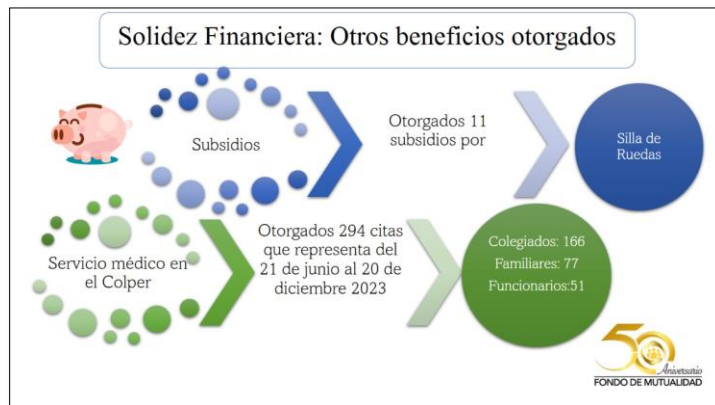 Solidez Financiera: Otros beneficios otorgados
Subsidios
Otorgados 11
subsidios por
Silla de
Ruedas
Servicio médico en
el Colper
Otorgados 294 citas
que representa del
21 de junio al 20 de
diciembre 2023
Colegiados: 166
Familiares: 77
Funcionarios:51
50
Aniversario
FONDO DE MUTUALIDAD